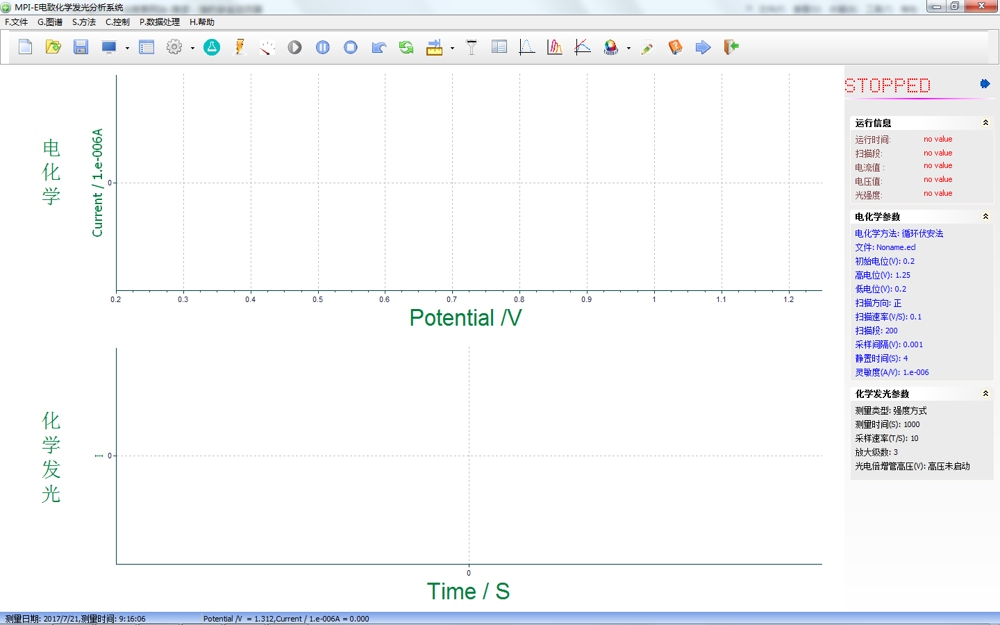 MPI-E电致化学发光分析系统
F.文件 G.图谱 S.方法 C.控制 P.数据处理 H.帮助
STOPPED
电化学
Current / 1.e-006A
0
0.2 0.3 0.4 0.5 0.6 0.7 0.8 0.9 1 1.1 1.2
Potential /V
化学发光
I
0
0
Time / S
运行信息
运行时间: no value
扫描段: no value
电流值 : no value
电压值: no value
光强度: no value
电化学参数
电化学方法: 循环伏安法
文件: Noname.ecl
初始电位(V): 0.2
高电位(V): 1.25
低电位(V): 0.2
扫描方向: 正
扫描速率(V/S): 0.1
扫描段: 200
采样间隔(V): 0.001
静置时间(S): 4
灵敏度(A/V): 1.e-006
化学发光参数
测量类型: 强度方式
测量时间(S): 1000
采样速率(T/S): 10
放大级数: 3
光电倍增管高压(V): 高压未启动
测量日期: 2017/7/21,测量时间: 9:16:06
Potential /V = 1.312,Current / 1.e-006A = 0.000